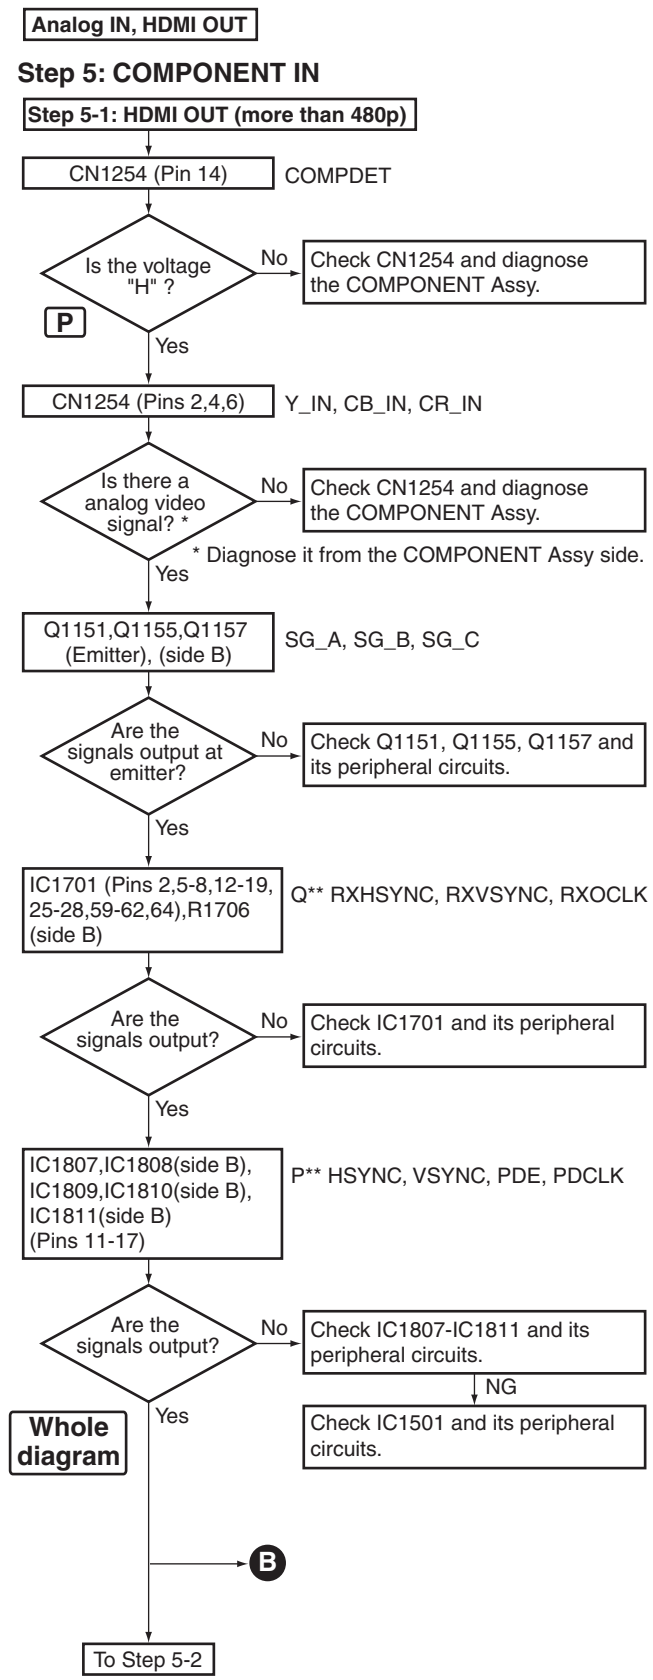 Analog IN, HDMI OUT
Step 5: COMPONENT IN
Step 5-1: HDMI OUT (more than 480p)
CN1254 (Pin 14)
COMPDET
Is the voltage
"H" ?
No
Check CN1254 and diagnose
the COMPONENT Assy.
P
Yes
CN1254 (Pins 2,4,6)
Y_IN, CB_IN, CR_IN
Is there a
analog video
signal? *
No
Check CN1254 and diagnose
the COMPONENT Assy.
* Diagnose it from the COMPONENT Assy side.
Yes
Q1151,Q1155,Q1157
(Emitter), (side B)
SG_A, SG_B, SG_C
Are the
signals output at
emitter?
No
Check Q1151, Q1155, Q1157 and
its peripheral circuits.
Yes
IC1701 (Pins 2,5-8,12-19,
25-28,59-62,64),R1706
(side B)
Q** RXHSYNC, RXVSYNC, RXOCLK
Are the
signals output?
No
Check IC1701 and its peripheral
circuits.
Yes
IC1807,IC1808(side B),
IC1809,IC1810(side B),
IC1811(side B)
(Pins 11-17)
P** HSYNC, VSYNC, PDE, PDCLK
Are the
signals output?
No
Check IC1807-IC1811 and its
peripheral circuits.
NG
Check IC1501 and its peripheral
circuits.
Yes
Whole
diagram
B
To Step 5-2